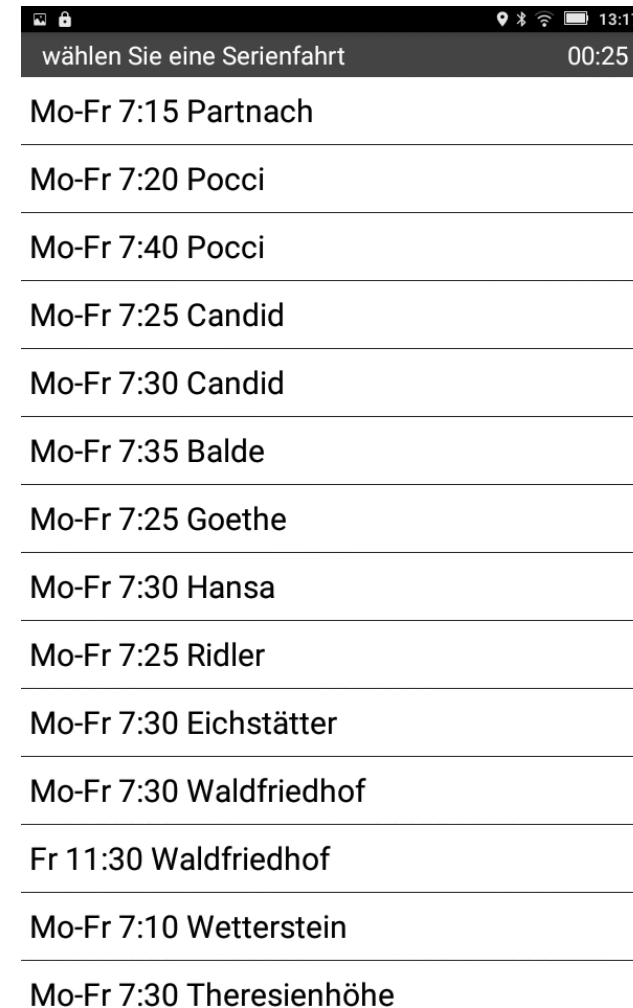 13:17
wählen Sie eine Serienfahrt 00:25
Mo-Fr 7:15 Partnach
Mo-Fr 7:20 Pocci
Mo-Fr 7:40 Pocci
Mo-Fr 7:25 Candid
Mo-Fr 7:30 Candid
Mo-Fr 7:35 Balde
Mo-Fr 7:25 Goethe
Mo-Fr 7:30 Hansa
Mo-Fr 7:25 Ridler
Mo-Fr 7:30 Eichstätter
Mo-Fr 7:30 Waldfriedhof
Fr 11:30 Waldfriedhof
Mo-Fr 7:10 Wetterstein
Mo-Fr 7:30 Theresienhöhe